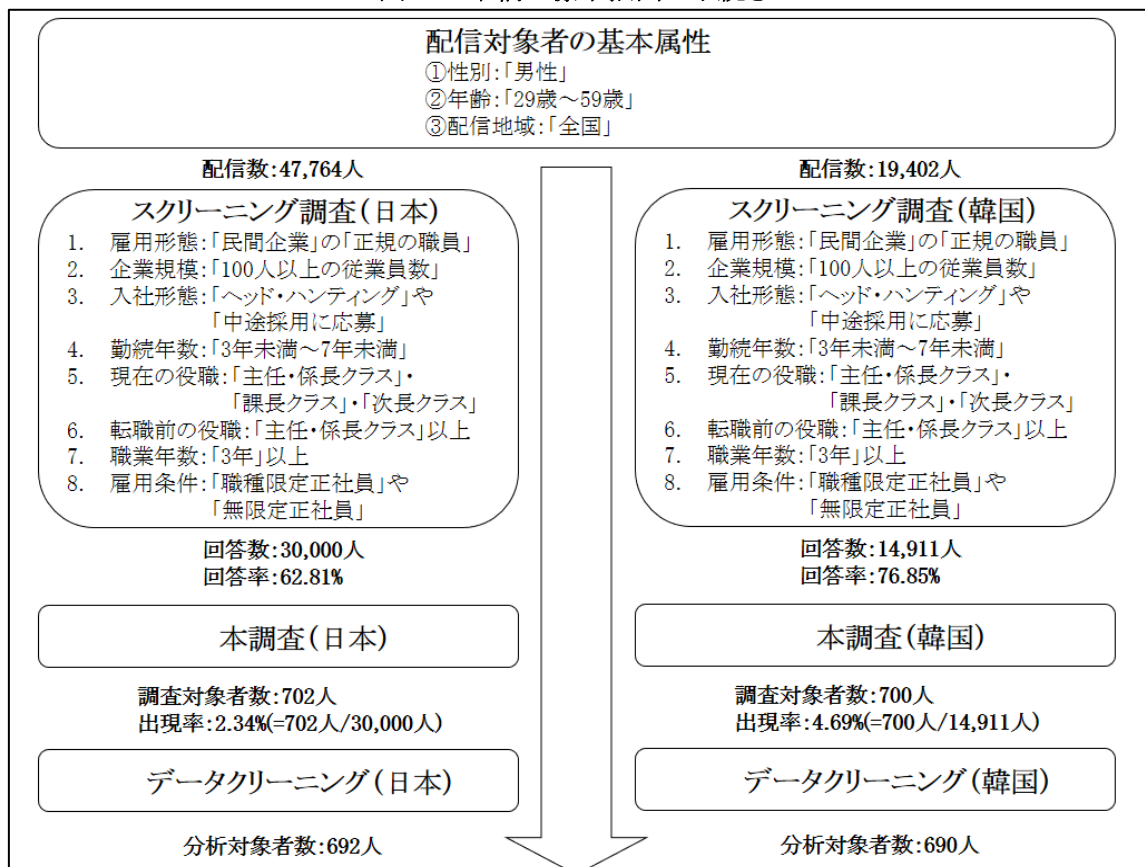 配信対象者の基本属性
①性別:「男性」
②年齢:「29歳～59歳」
③配信地域:「全国」
配信数:47,764人
スクリーニング調査(日本)
1. 雇用形態:「民間企業」の「正規の職員」
2. 企業規模:「100人以上の従業員数」
3. 入社形態:「ヘッド・ハンティング」や
「中途採用に応募」
4. 勤続年数:「3年未満～7年未満」
5. 現在の役職:「主任・係長クラス」・
「課長クラス」・「次長クラス」
6. 転職前の役職:「主任・係長クラス」以上
7. 職業年数:「3年」以上
8. 雇用条件:「職種限定正社員」や
「無限定正社員」
回答数:30,000人
回答率:62.81%
本調査(日本)
調査対象者数:702人
出現率:2.34%(=702人/30,000人)
データクリーニング(日本)
分析対象者数:692人
配信数:19,402人
スクリーニング調査(韓国)
1. 雇用形態:「民間企業」の「正規の職員」
2. 企業規模:「100人以上の従業員数」
3. 入社形態:「ヘッド・ハンティング」や
「中途採用に応募」
4. 勤続年数:「3年未満～7年未満」
5. 現在の役職:「主任・係長クラス」・
「課長クラス」・「次長クラス」
6. 転職前の役職:「主任・係長クラス」以上
7. 職業年数:「3年」以上
8. 雇用条件:「職種限定正社員」や
「無限定正社員」
回答数:14,911人
回答率:76.85%
本調査(韓国)
調査対象者数:700人
出現率:4.69%(=700人/14,911人)
データクリーニング(韓国)
分析対象者数:690人